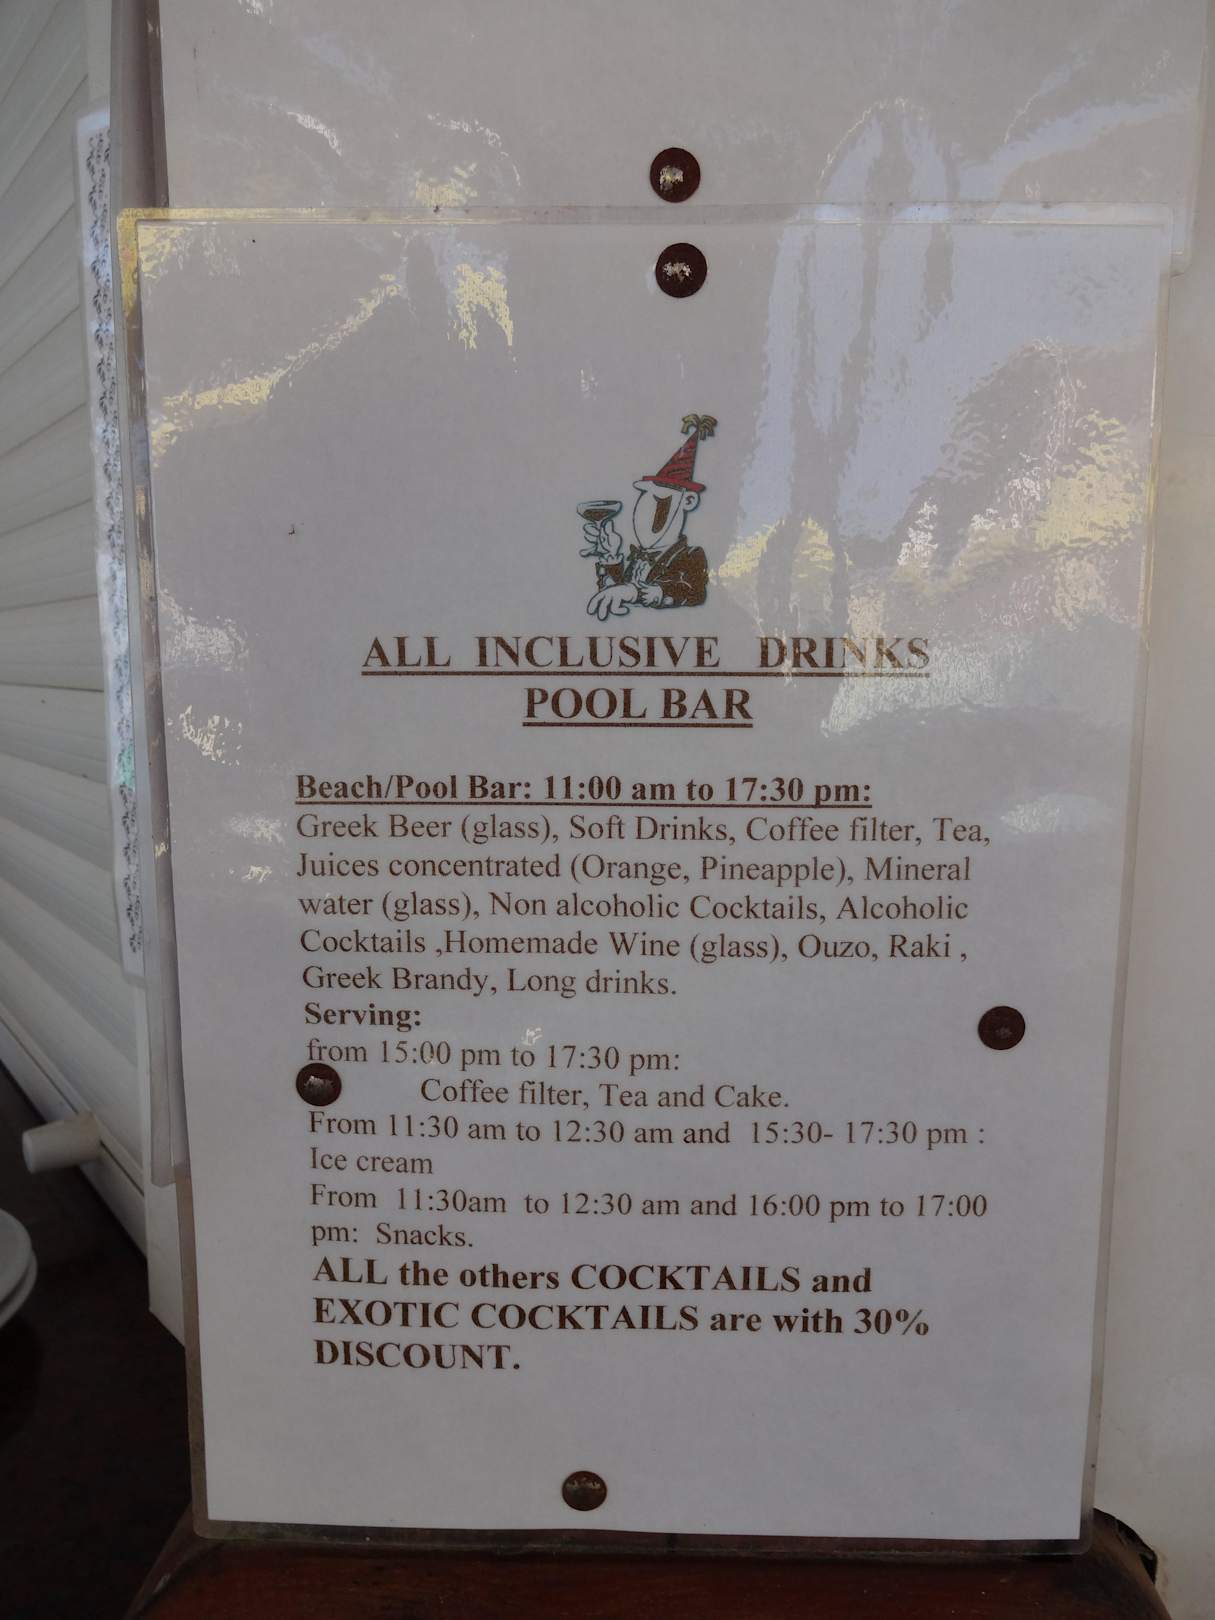 ALL INCLUSIVE DRINKS
POOL BAR
Beach/Pool Bar: 11:00 am to 17:30 pm:
Greek Beer (glass), Soft Drinks, Coffee filter, Tea,
Juices concentrated (Orange, Pineapple), Mineral
water (glass), Non alcoholic Cocktails, Alcoholic
Cocktails ,Homemade Wine (glass), Ouzo, Raki ,
Greek Brandy, Long drinks.
Serving:
from 15:00 pm to 17:30 pm:
Coffee filter, Tea and Cake.
From 11:30 am to 12:30 am and 15:30- 17:30 pm :
Ice cream
From 11:30am to 12:30 am and 16:00 pm to 17:00
pm: Snacks.
ALL the others COCKTAILS and
EXOTIC COCKTAILS are with 30%
DISCOUNT.